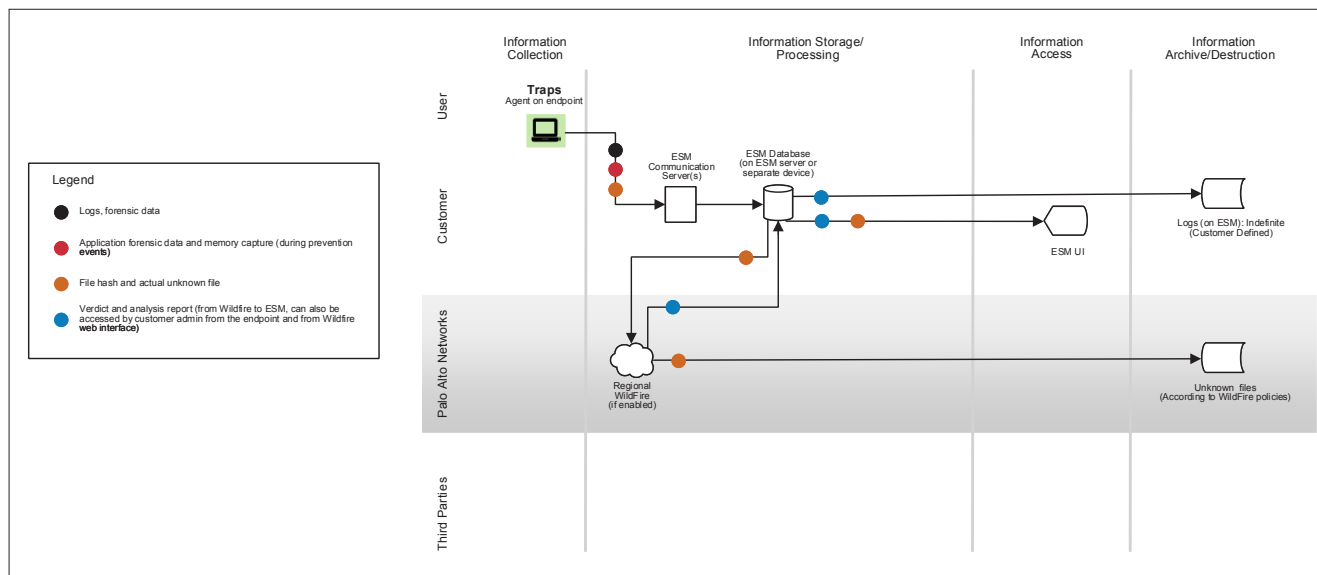 Information
Collection
Information Storage/
Processing
Information
Access
Information
Archive/Destruction
User
Traps
Agent on endpoint
Legend
Logs, forensic data
Application forensic data and memory capture (during prevention
events)
File hash and actual unknown file
Verdict and analysis report (from Wildfire to ESM, can also be
accessed by customer admin from the endpoint and from Wildfire
web interface)
Customer
ESM
Communication
Server(s)
ESM Database
(on ESM server or
separate device)
ESM UI
Logs (on ESM): Indefinite
(Customer Defined)
Palo Alto Networks
Regional
WildFire
(if enabled)
Unknown files
(According to WildFire policies)
Third Parties